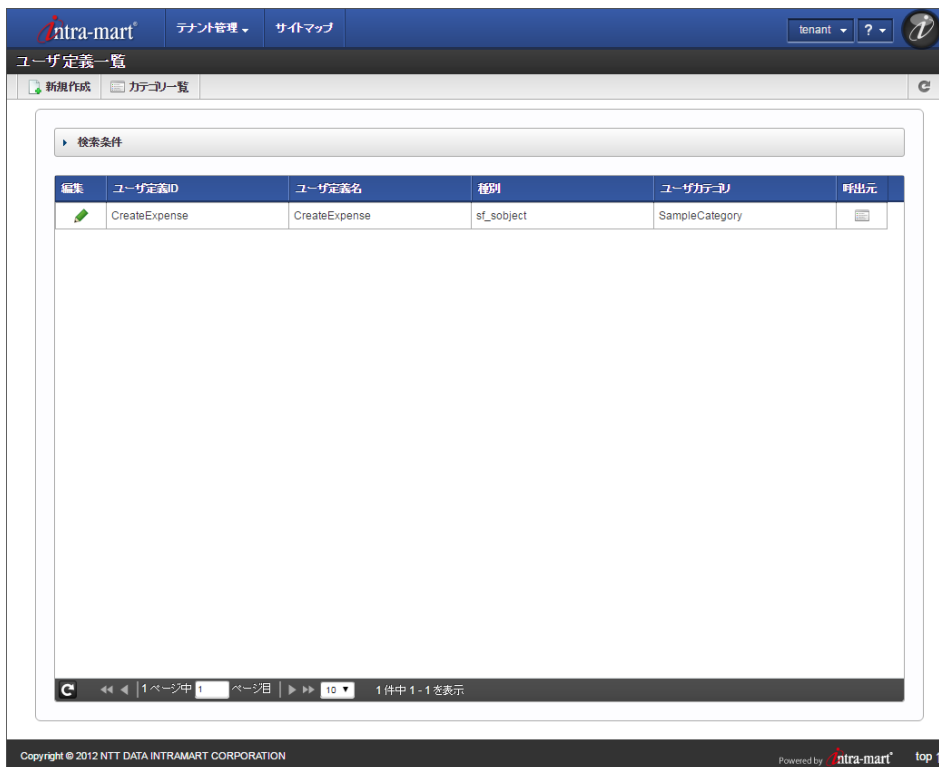 intra-mart テナント管理 サイトマップ tenant ?
ユーザ定義一覧
新規作成 カテゴリ一覧
検索条件
編集 ユーザ定義ID ユーザ定義名 種別 ユーザカテゴリ 呼出元
CreateExpense CreateExpense sf_sobject SampleCategory
1 ページ中 1 ページ目 10 1 件中 1 - 1 を表示
Copyright © 2012 NTT DATA INTRAMART CORPORATION Powered by intra-mart top